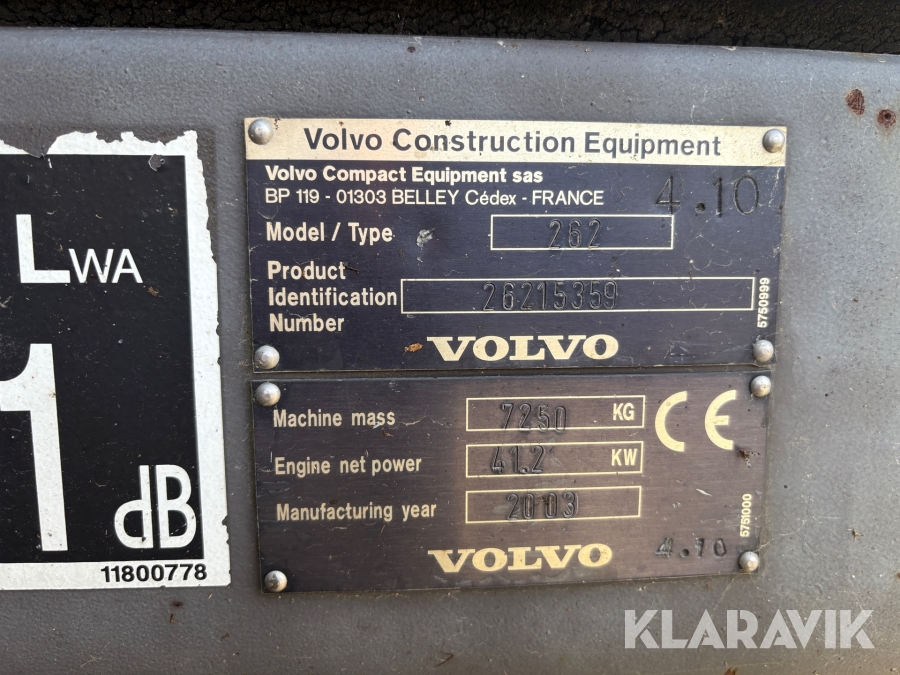 LWA
1
dB
11800778
Volvo Construction Equipment
Volvo Compact Equipment sas
BP 119 - 01303 BELLEY Cédex - FRANCE
4.10
Model / Type 262
Product
Identification 26215359
Number
5750999
VOLVO
Machine mass 7250 KG
CE
Engine net power 41.2 KW
Manufacturing year 2003
5751000
VOLVO
4.10
KLARAVIK